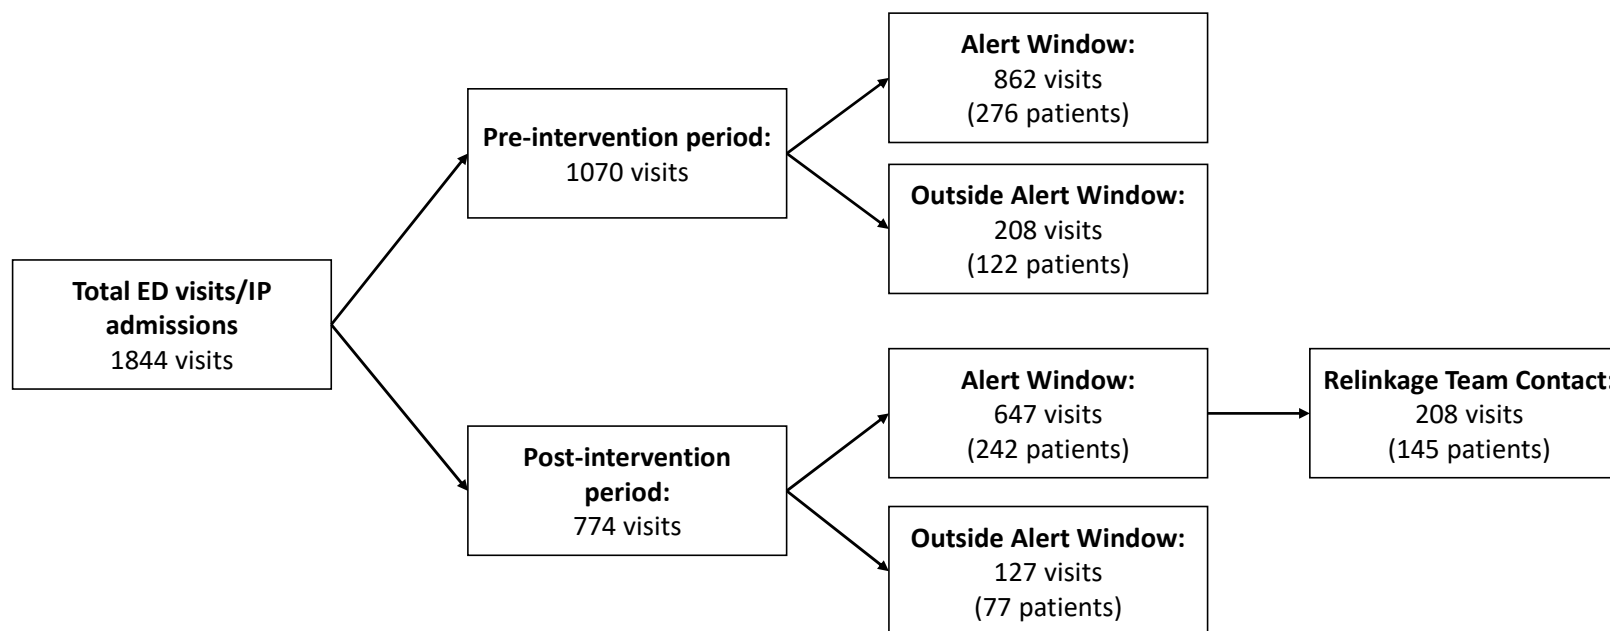 Total ED visits/IP
admissions
1844 visits
Pre-intervention period:
1070 visits
Post-intervention
period:
774 visits
Alert Window:
862 visits
(276 patients)
Outside Alert Window:
208 visits
(122 patients)
Alert Window:
647 visits
(242 patients)
Outside Alert Window:
127 visits
(77 patients)
Relinkage Team Contact:
208 visits
(145 patients)